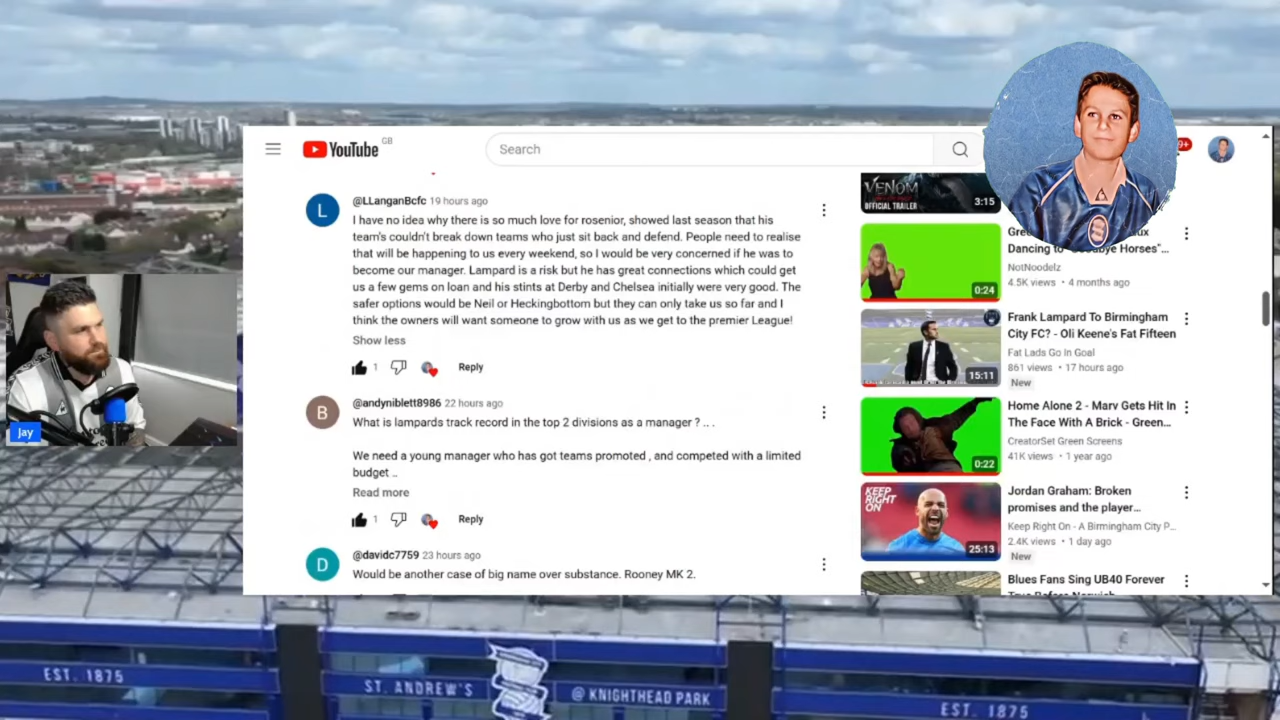 YouTube GB
Search
9+
@LLanganBcfc 19 hours ago
I have no idea why there is so much love for rosenior, showed last season that his
team's couldn't break down teams who just sit back and defend. People need to realise
that will be happening to us every weekend, so I would be very concerned if he was to
become our manager. Lampard is a risk but he has great connections which could get
us a few gems on loan and his stints at Derby and Chelsea initially were very good. The
safer options would be Neil or Heckingbottom but they can only take us so far and I
think the owners will want someone to grow with us as we get to the premier League!
Show less
1 Reply
@andyniblett8986 22 hours ago
What is lampards track record in the top 2 divisions as a manager ? .. .
We need a young manager who has got teams promoted , and competed with a limited
budget ..
Read more
1 Reply
@davidc7759 23 hours ago
Would be another case of big name over substance. Rooney MK 2.
L
B
D
VENOM
OFFICIAL TRAILER
3:15
Dancing to
Horses"...
NotNoodelz
4.5K views • 4 months ago
0:24
Frank Lampard To Birmingham
City FC? - Oli Keene's Fat Fifteen
Fat Lads Go In Goal
861 views • 17 hours ago
New
15:11
Home Alone 2 - Marv Gets Hit In
The Face With A Brick - Green...
CreatorSet Green Screens
41K views • 1 year ago
0:22
Jordan Graham: Broken
promises and the player...
Keep Right On - A Birmingham City P...
2.4K views • 1 day ago
New
KEEP
RIGHT
ON
25:13
Blues Fans Sing UB40 Forever
Jay
EST. 1875
ST. ANDREW'S
@ KNIGHTHEAD PARK
EST. 1875